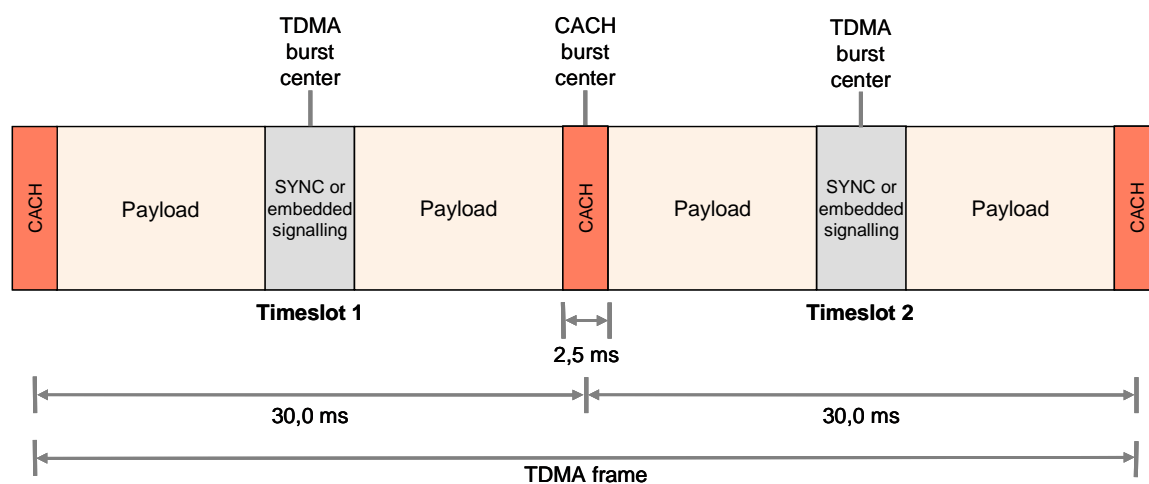 TDMA
burst
center
CACH
burst
center
TDMA
burst
center
CACH
Payload
SYNC or
embedded
signalling
Payload
CACH
Payload
SYNC or
embedded
signalling
Payload
CACH
Timeslot 1
Timeslot 2
2,5 ms
30,0 ms
30,0 ms
TDMA frame